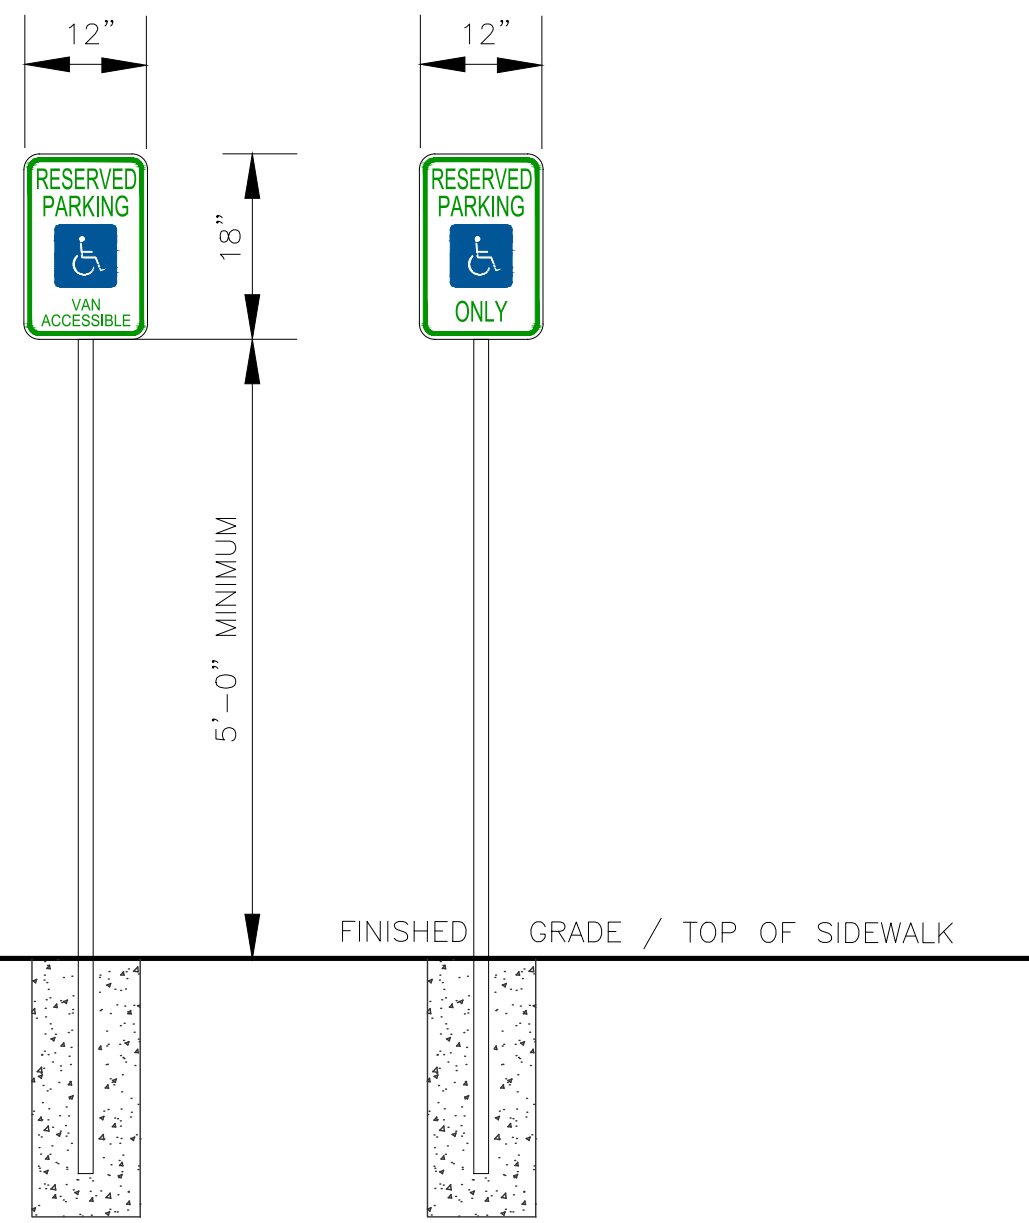 12” 12”
RESERVED
PARKING
VAN
ACCESSIBLE
18”
RESERVED
PARKING
ONLY
5’-0” MINIMUM
FINISHED GRADE / TOP OF SIDEWALK